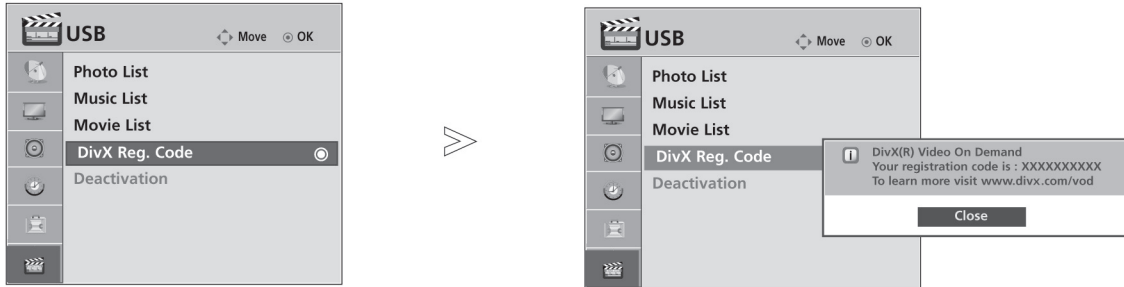 USB
Move OK
Photo List
Music List
Movie List
DivX Reg. Code
Deactivation
USB
Move OK
Photo List
Music List
Movie List
DivX Reg. Code
Deactivation
i
DivX(R) Video On Demand
Your registration code is : XXXXXXXXXX
To learn more visit www.divx.com/vod
Close